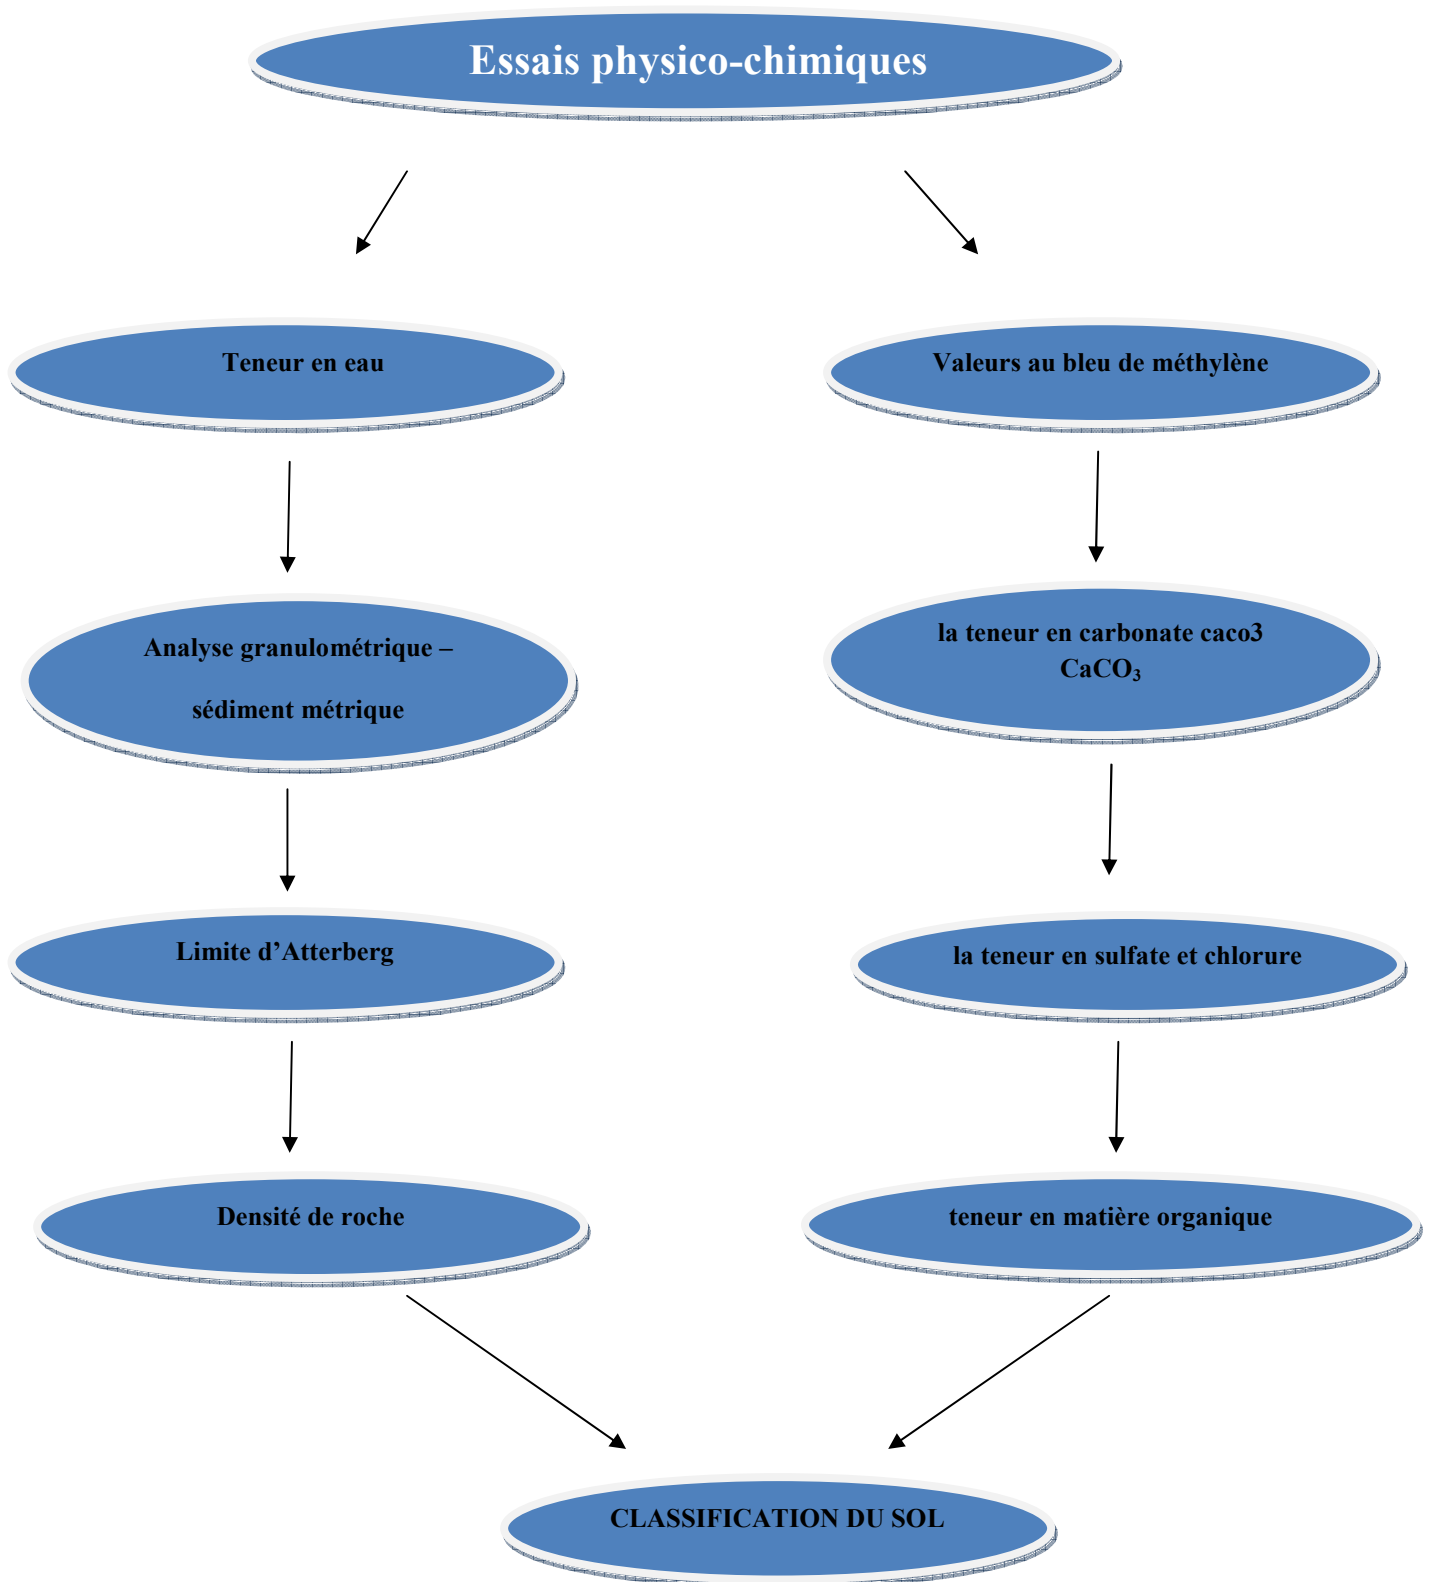 Essais physico-chimiques
Teneur en eau
Valeurs au bleu de méthylène
Analyse granulométrique –
sédiment métrique
la teneur en carbonate caco3
CaCO₃
Limite d’Atterberg
la teneur en sulfate et chlorure
Densité de roche
teneur en matière organique
CLASSIFICATION DU SOL